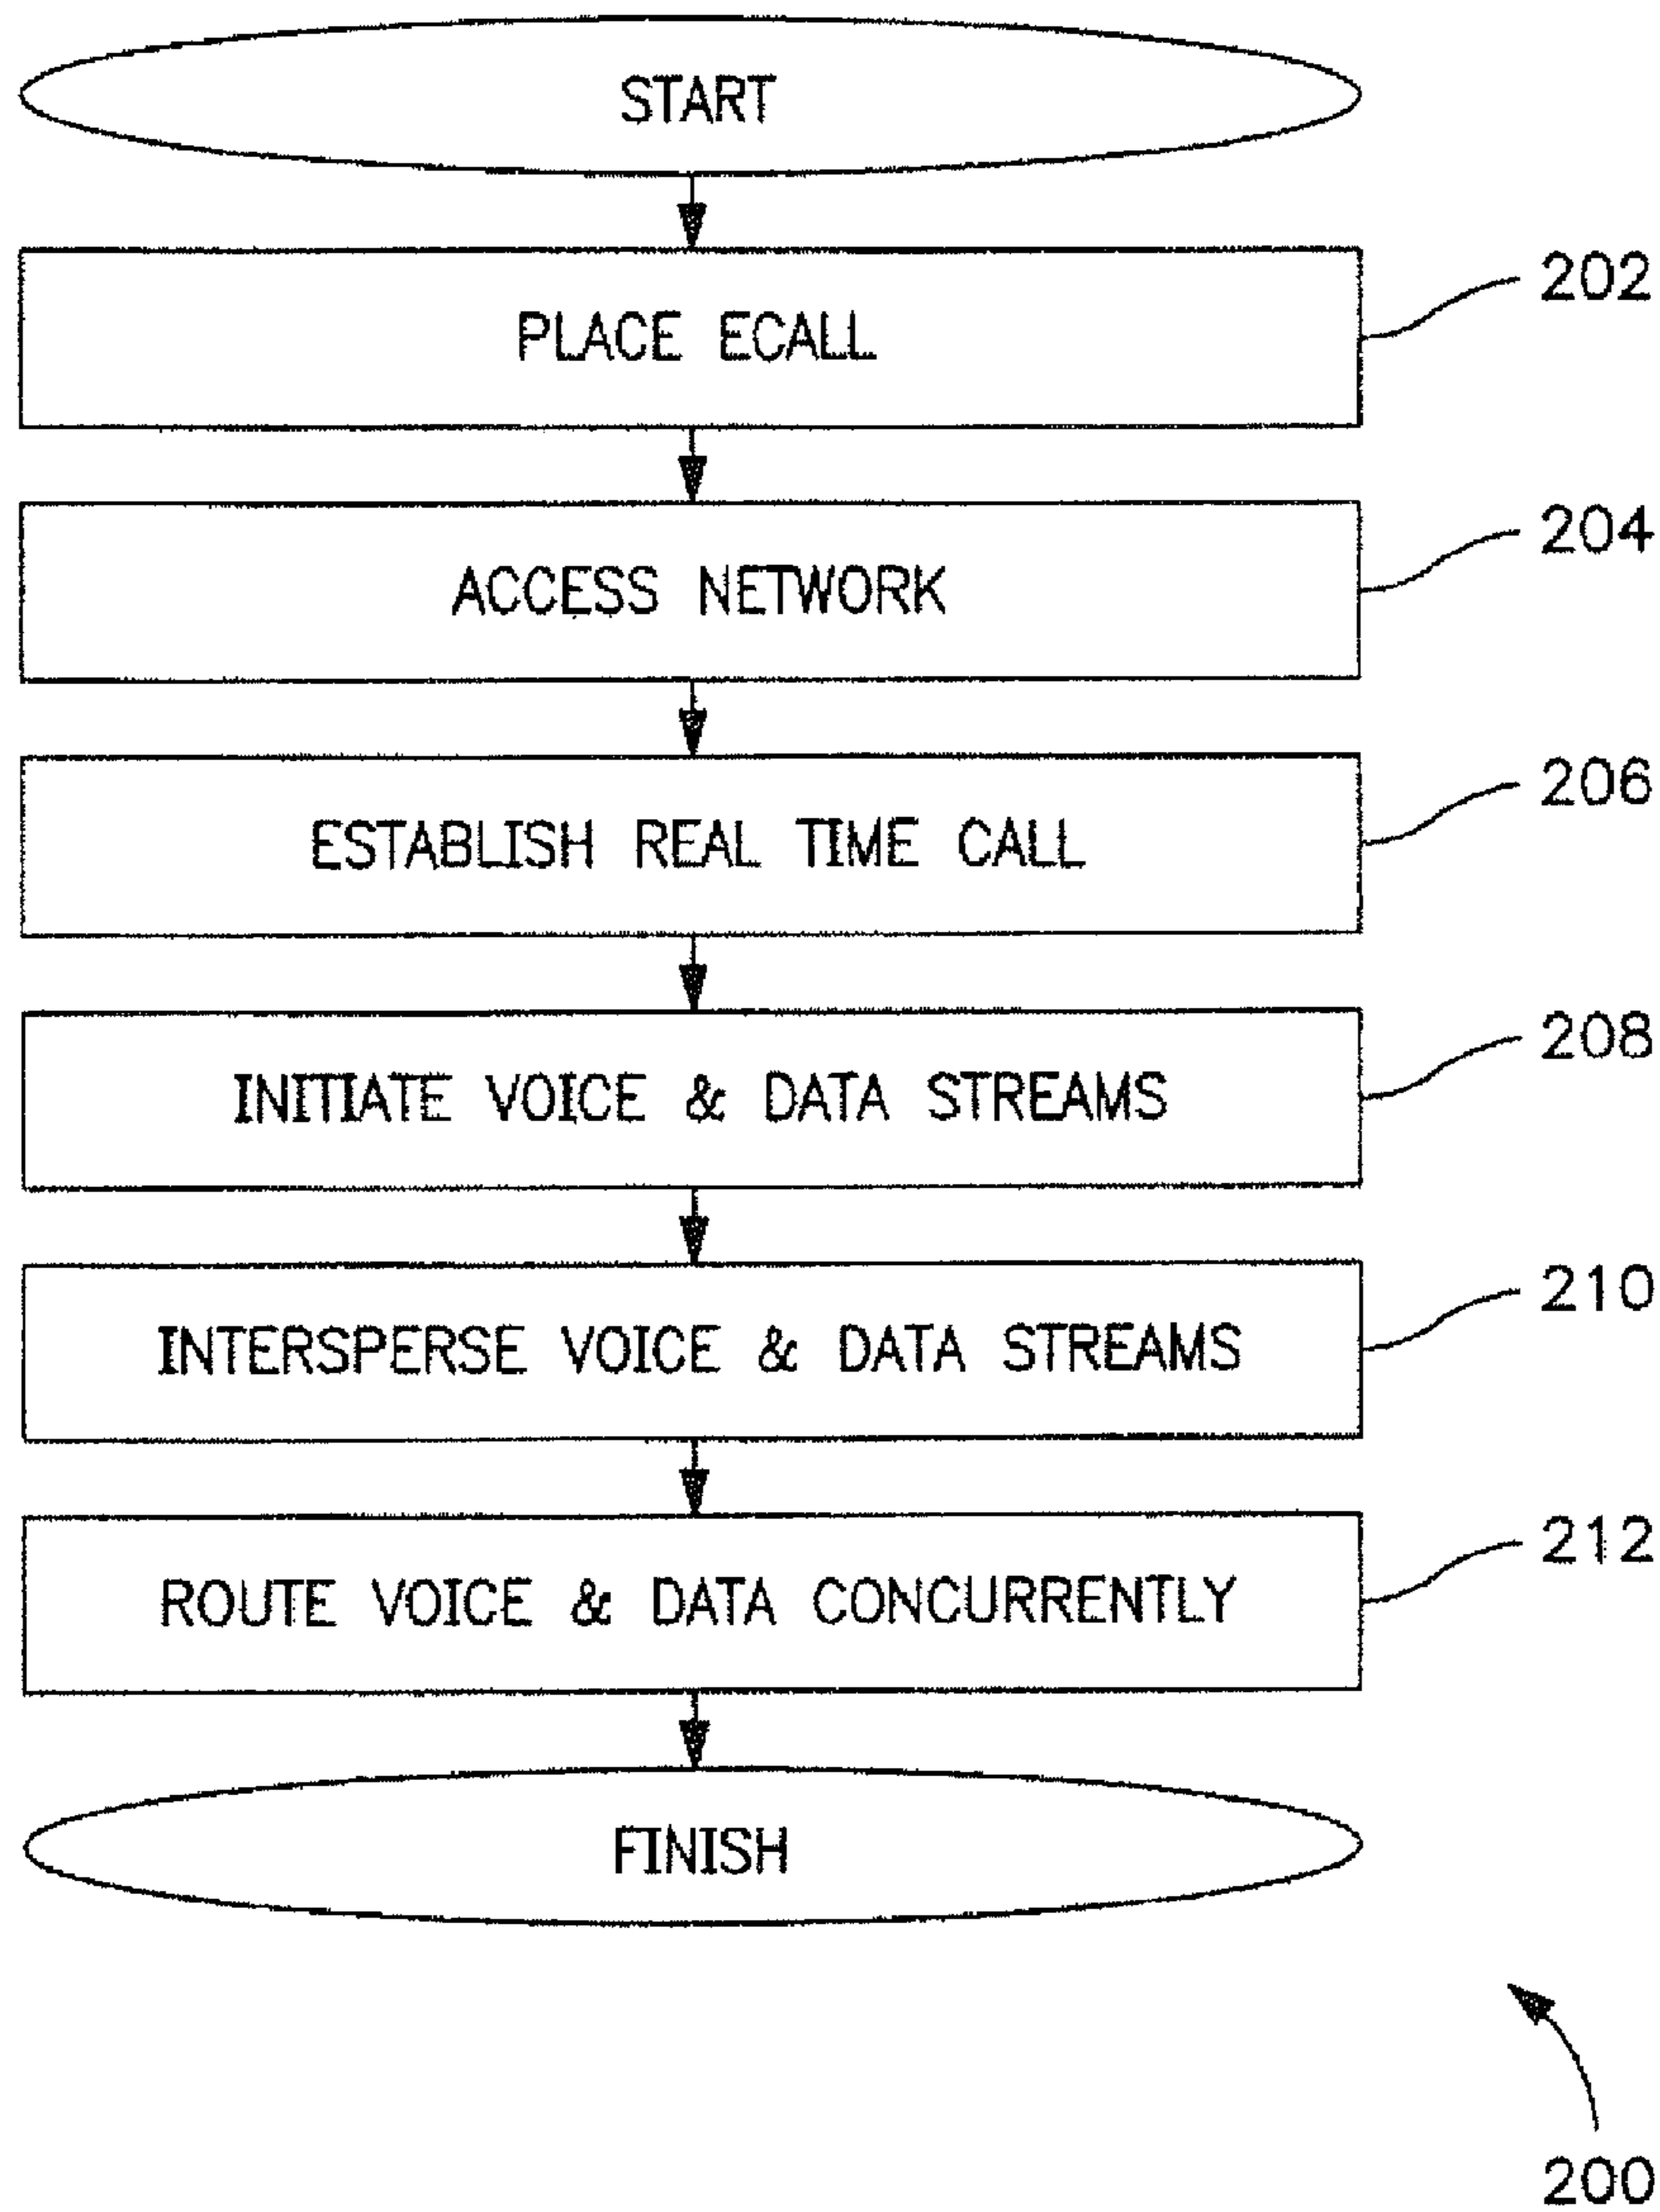 START
PLACE ECALL
202
ACCESS NETWORK
204
ESTABLISH REAL TIME CALL
206
INITIATE VOICE & DATA STREAMS
208
INTERSPERSE VOICE & DATA STREAMS
210
ROUTE VOICE & DATA CONCURRENTLY
212
FINISH
200